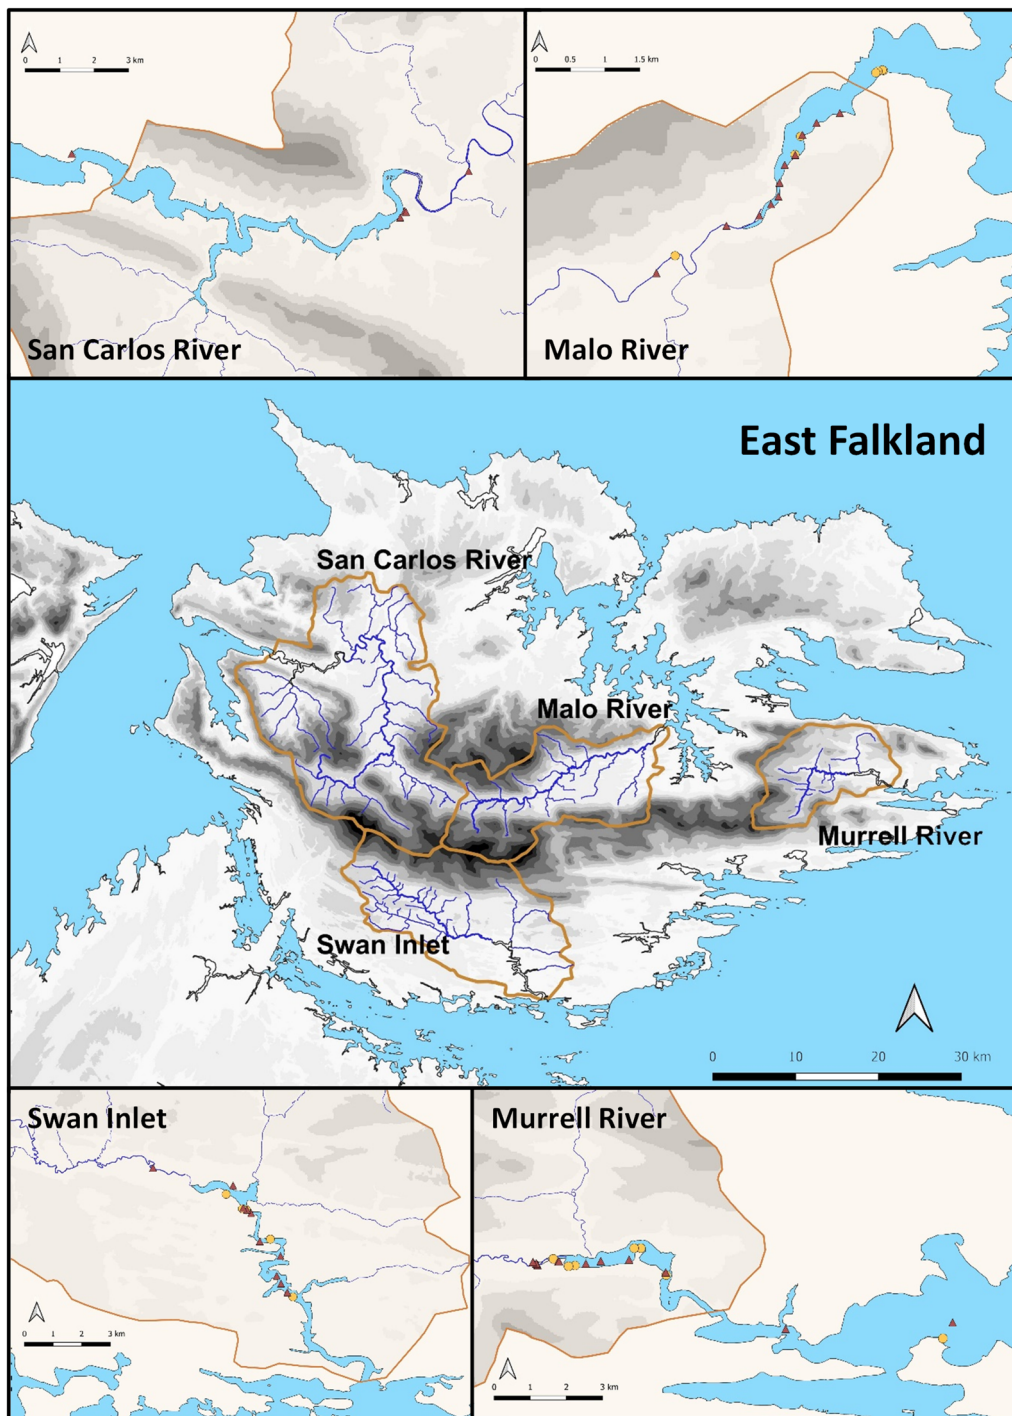 0 1 2 3 km
San Carlos River
0 0.5 1 1.5 km
Malo River
East Falkland
San Carlos River
Malo River
Murrell River
Swan Inlet
0 10 20 30 km
Swan Inlet
0 1 2 3 km
Murrell River
0 1 2 3 km